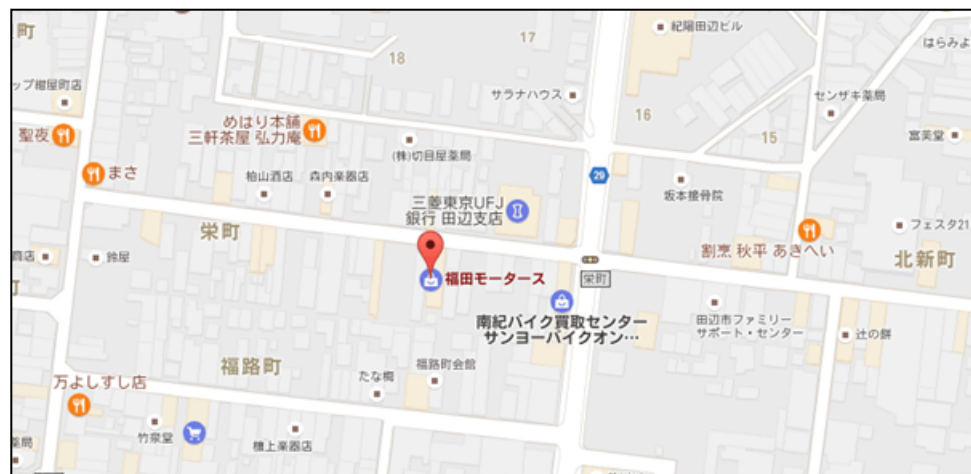 町
18
17
紀陽田辺ビル
はらみよ
ップ紺屋町店
サラナハウス
16
センザキ薬局
聖夜
めはり本舗
三軒茶屋 弘力庵
15
富美堂
(株)切目屋薬局
まさ
柏山酒店
森内楽器店
29
坂本接骨院
三菱東京UFJ
銀行 田辺支店
フェスタ21
栄町
割烹 秋平 あきへい
北新町
商店
鈴屋
福田モータース
栄町
町
南紀バイク買取センター
サンヨーバイクオン…
田辺市ファミリー
サポート・センター
辻の餅
福路町
福路町会館
たな梅
万よしすし店
竹泉堂
檜上楽器店
薬局